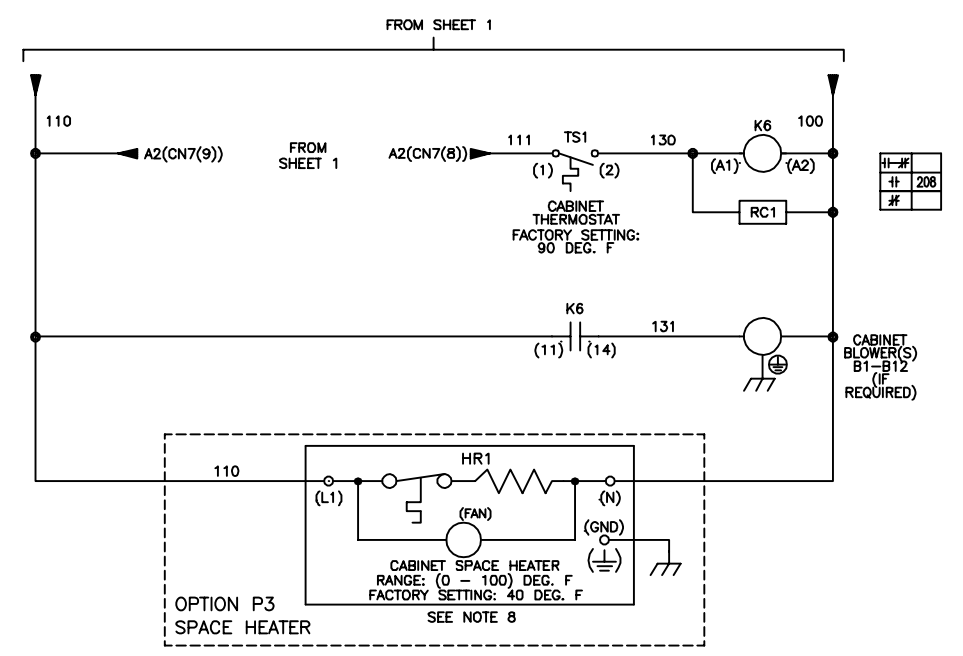 FROM SHEET 1
110
100
A2(CN7(9))
FROM
SHEET 1
A2(CN7(8))
111
TS1
(1)
(2)
130
K6
(A1)
(A2)
RC1
208
CABINET
THERMOSTAT
FACTORY SETTING:
90 DEG. F
K6
(11)
(14)
131
CABINET
BLOWER(S)
B1-B12
(IF
REQUIRED)
110
(L1)
HR1
(N)
(FAN)
(GND)
CABINET SPACE HEATER
RANGE: (0 - 100) DEG. F
FACTORY SETTING: 40 DEG. F
SEE NOTE 8
OPTION P3
SPACE HEATER